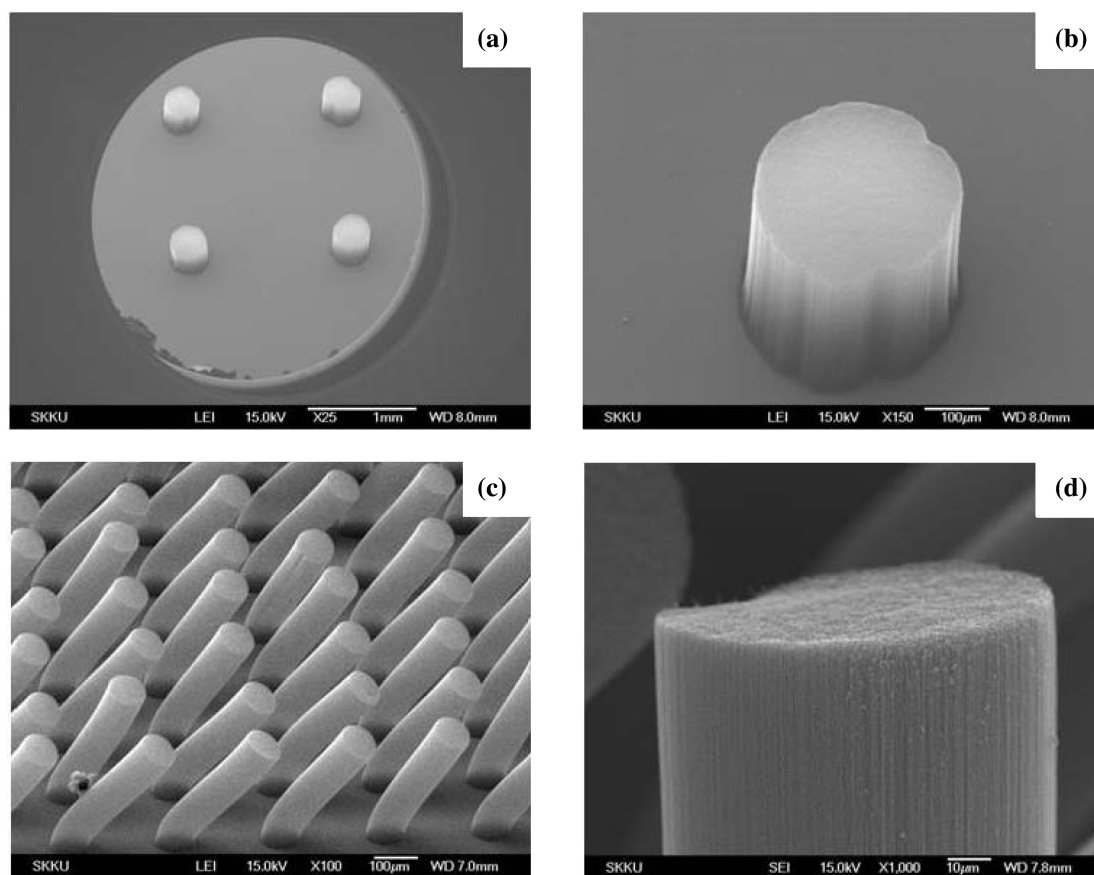 (a)
SKKU LEI 15.0kV X25 1mm WD 8.0mm
(b)
SKKU LEI 15.0kV X150 100µm WD 8.0mm
(c)
SKKU LEI 15.0kV X100 100µm WD 7.0mm
(d)
SKKU SEI 15.0kV X1,000 10µm WD 7.8mm